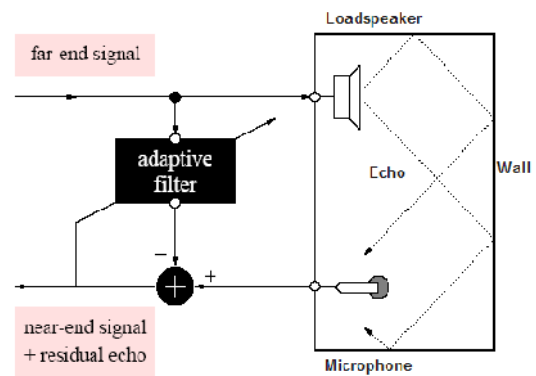 Loadspeaker
far-end signal
adaptive
filter
Echo
Wall
−
+
+
near-end signal
+ residual echo
Microphone